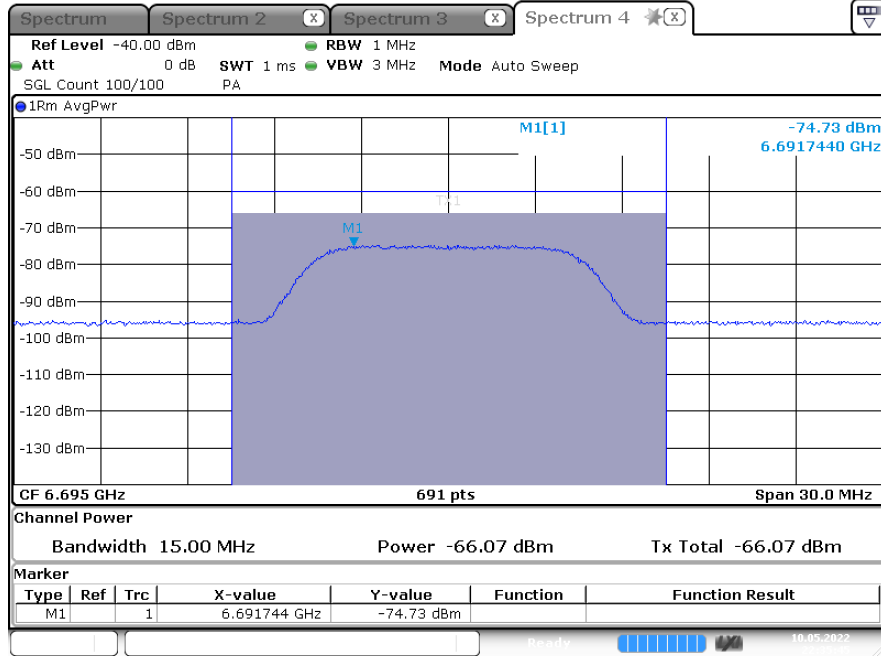 Spectrum Spectrum 2 X Spectrum 3 X Spectrum 4 X
Ref Level -40.00 dBm RBW 1 MHz
Att 0 dB SWT 1 ms VBW 3 MHz Mode Auto Sweep
SGL Count 100/100 PA
1Rm AvgPwr
M1[1] -74.73 dBm
6.6917440 GHz
-50 dBm
-60 dBm
TX1
-70 dBm
M1
-80 dBm
-90 dBm
-100 dBm
-110 dBm
-120 dBm
-130 dBm
CF 6.695 GHz 691 pts Span 30.0 MHz
Channel Power
Bandwidth 15.00 MHz Power -66.07 dBm Tx Total -66.07 dBm
Marker
Type Ref Trc X-value Y-value Function Function Result
M1 1 6.691744 GHz -74.73 dBm
Ready 10.05.2022